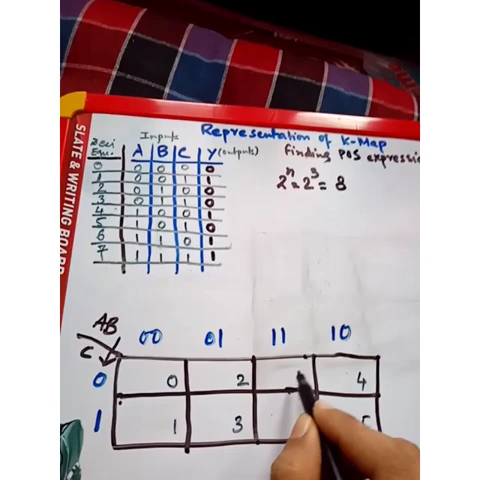 Representation of K-Map
finding POS expressi
2ⁿ = 2³ = 8
Inputs
Deci Equ. A B C Y (outputs)
0 0 0 0 0
1 0 0 1 1
2 0 1 0 0
3 0 1 1 0
4 1 0 0 1
5 1 0 1 0
6 1 1 0 1
7 1 1 1 1
SLATE & WRITING BOARD
AB
C
00 01 11 10
0 0 2 4
1 1 3 5